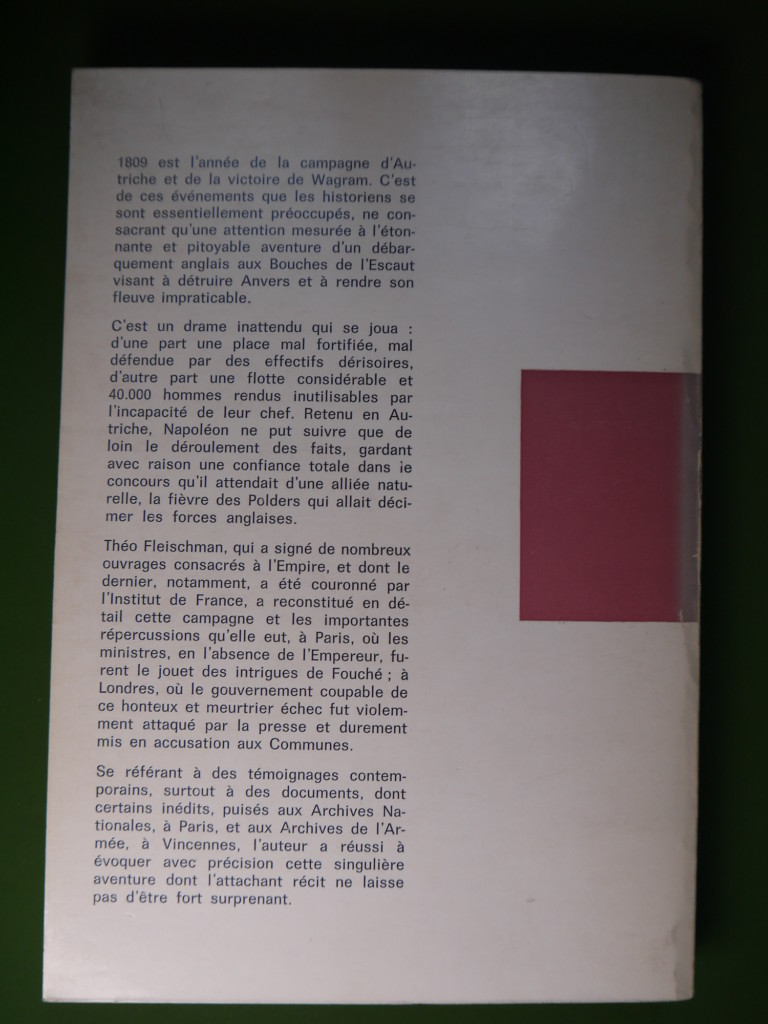 1809 est l'année de la campagne d'Au-
triche et de la victoire de Wagram. C'est
de ces événements que les historiens se
sont essentiellement préoccupés, ne con-
sacrant qu'une attention mesurée à l'éton-
nante et pitoyable aventure d'un débar-
quement anglais aux Bouches de l'Escaut
visant à détruire Anvers et à rendre son
fleuve impraticable.
C'est un drame inattendu qui se joua :
d'une part une place mal fortifiée, mal
défendue par des effectifs dérisoires,
d'autre part une flotte considérable et
40.000 hommes rendus inutilisables par
l'incapacité de leur chef. Retenu en Au-
triche, Napoléon ne put suivre que de
loin le déroulement des faits, gardant
avec raison une confiance totale dans ie
concours qu'il attendait d'une alliée natu-
relle, la fièvre des Polders qui allait déci-
mer les forces anglaises.
Théo Fleischman, qui a signé de nombreux
ouvrages consacrés à l'Empire, et dont le
dernier, notamment, a été couronné par
l'Institut de France, a reconstitué en dé-
tail cette campagne et les importantes
répercussions qu'elle eut, à Paris, où les
ministres, en l'absence de l'Empereur, fu-
rent le jouet des intrigues de Fouché ; à
Londres, où le gouvernement coupable de
ce honteux et meurtrier échec fut violem-
ment attaqué par la presse et durement
mis en accusation aux Communes.
Se référant à des témoignages contem-
porains, surtout à des documents, dont
certains inédits, puisés aux Archives Na-
tionales, à Paris, et aux Archives de l'Ar-
mée, à Vincennes, l'auteur a réussi à
évoquer avec précision cette singulière
aventure dont l'attachant récit ne laisse
pas d'être fort surprenant.